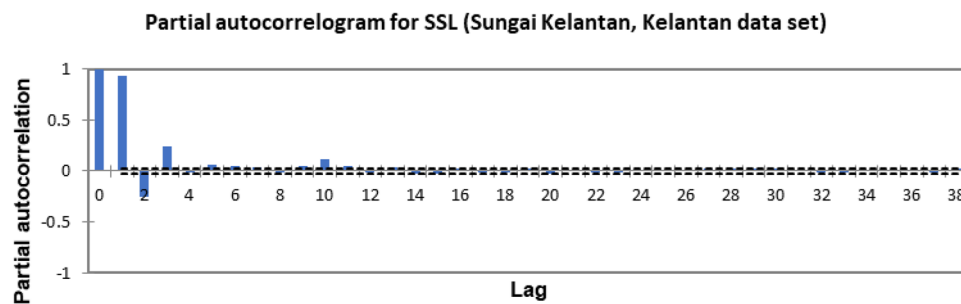 Partial autocorrelogram for SSL (Sungai Kelantan, Kelantan data set)
Partial autocorrelation
1
0.5
0
-0.5
-1
0 2 4 6 8 10 12 14 16 18 20 22 24 26 28 30 32 34 36 38
Lag